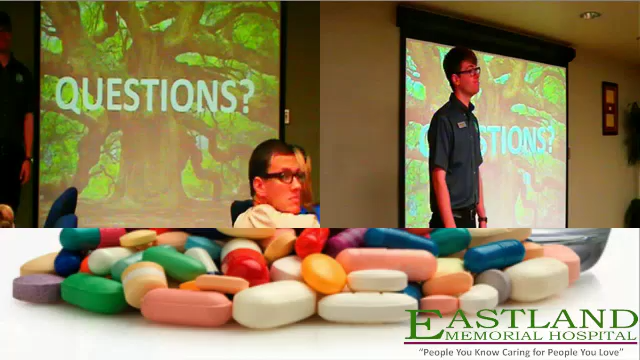 QUESTIONS?
QUESTIONS?
EASTLAND
MEMORIAL HOSPITAL
“People You Know Caring for People You Love”